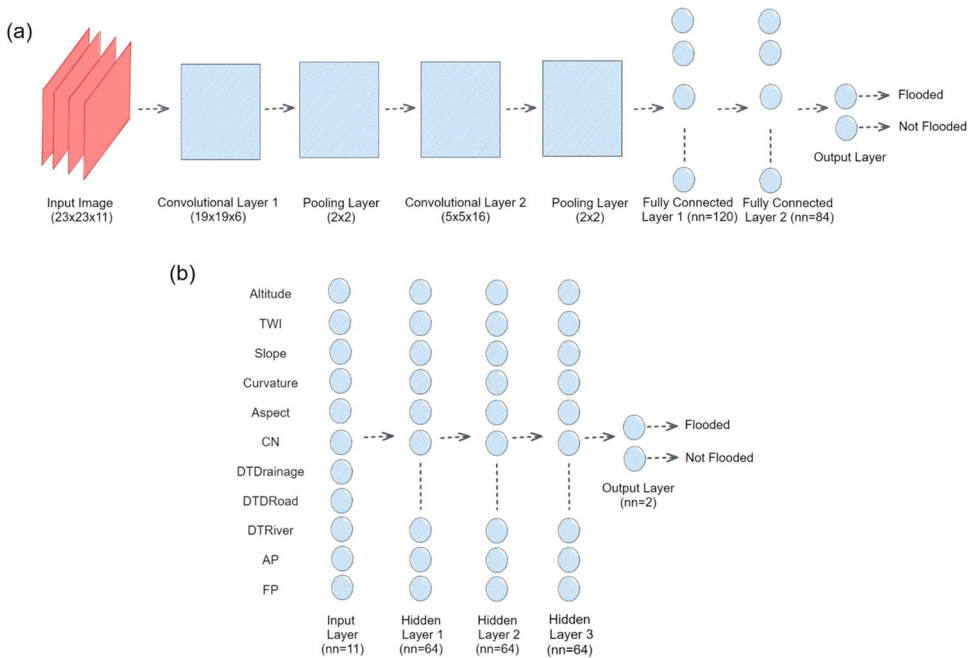 (a)
Flooded
Not Flooded
Output Layer
Input Image
(23x23x11)
Convolutional Layer 1
(19x19x6)
Pooling Layer
(2x2)
Convolutional Layer 2
(5x5x16)
Pooling Layer
(2x2)
Fully Connected
Layer 1 (nn=120)
Fully Connected
Layer 2 (nn=84)
(b)
Altitude
TWI
Slope
Curvature
Aspect
CN
DTDrainage
DTDRoad
DTRiver
AP
FP
Flooded
Not Flooded
Output Layer
(nn=2)
Input
Layer
(nn=11)
Hidden
Layer 1
(nn=64)
Hidden
Layer 2
(nn=64)
Hidden
Layer 3
(nn=64)